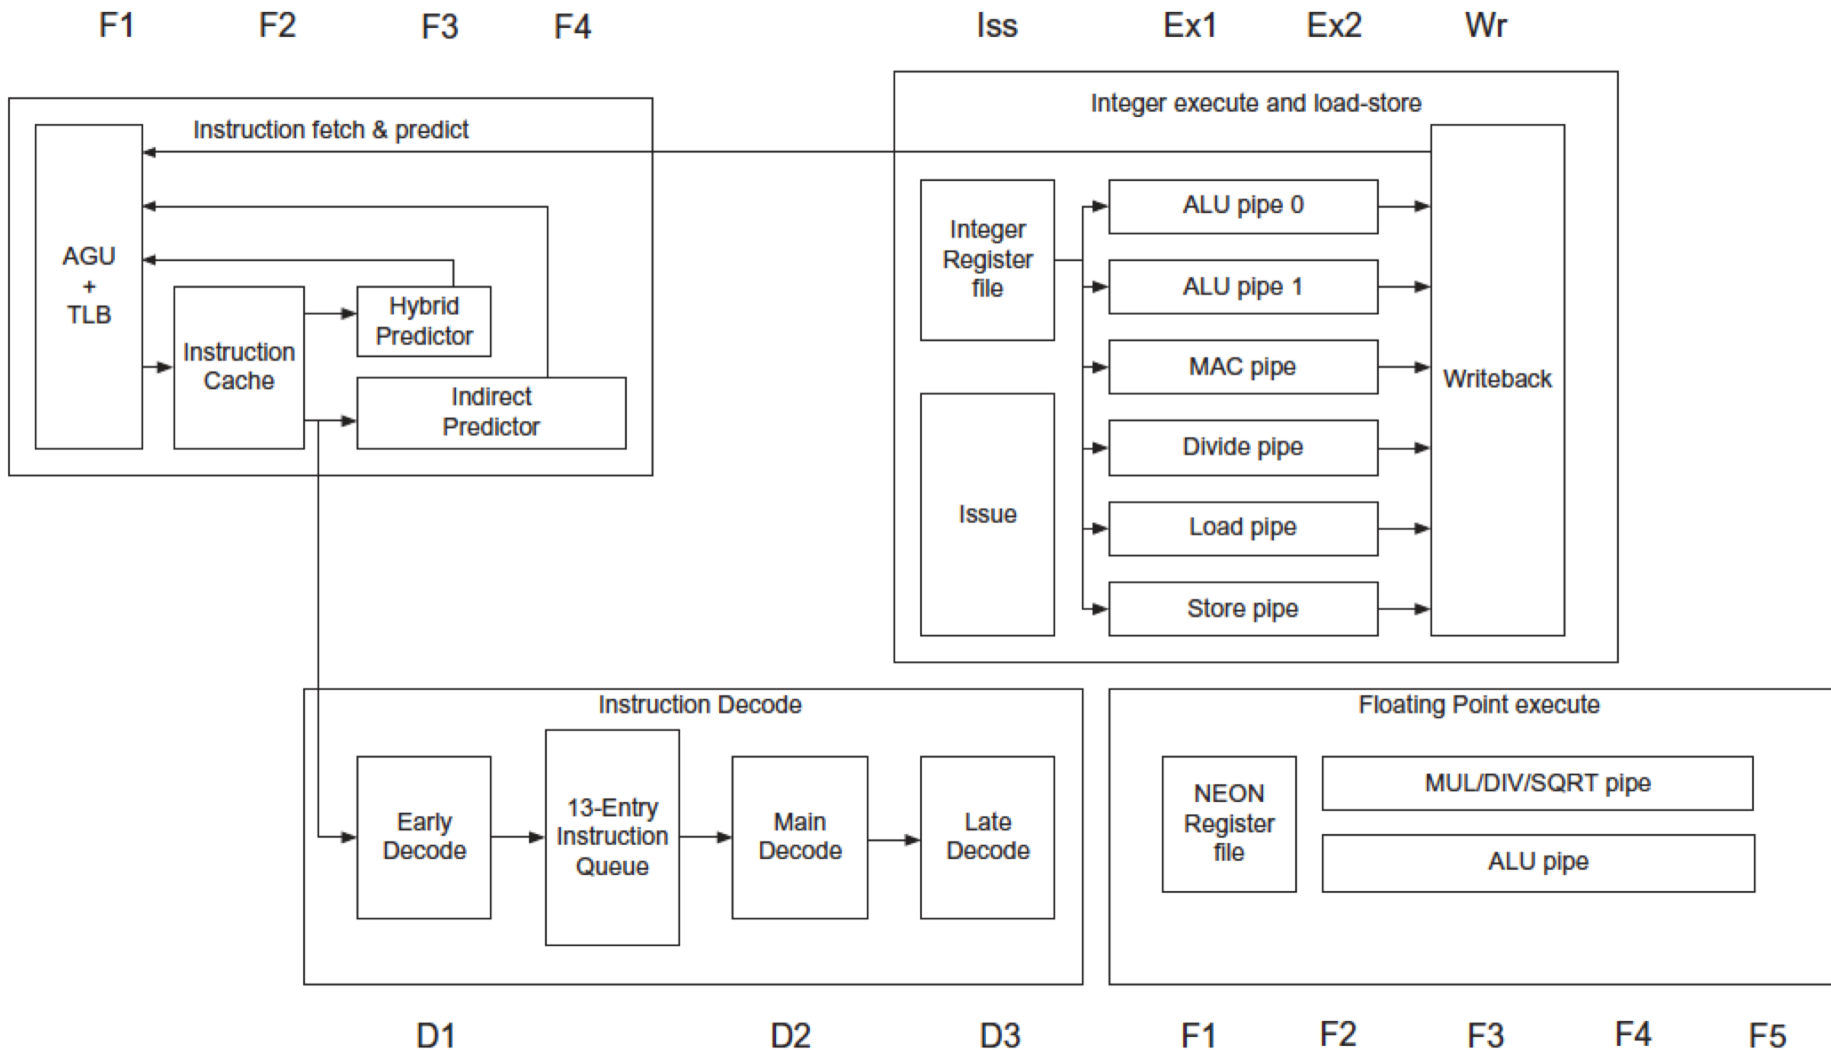 F1 F2 F3 F4 Iss Ex1 Ex2 Wr
Instruction fetch & predict
AGU
+
TLB
Instruction
Cache
Hybrid
Predictor
Indirect
Predictor
Integer execute and load-store
Integer
Register
file
Issue
ALU pipe 0
ALU pipe 1
MAC pipe
Divide pipe
Load pipe
Store pipe
Writeback
Instruction Decode
Early
Decode
13-Entry
Instruction
Queue
Main
Decode
Late
Decode
Floating Point execute
NEON
Register
file
MUL/DIV/SQRT pipe
ALU pipe
D1 D2 D3 F1 F2 F3 F4 F5